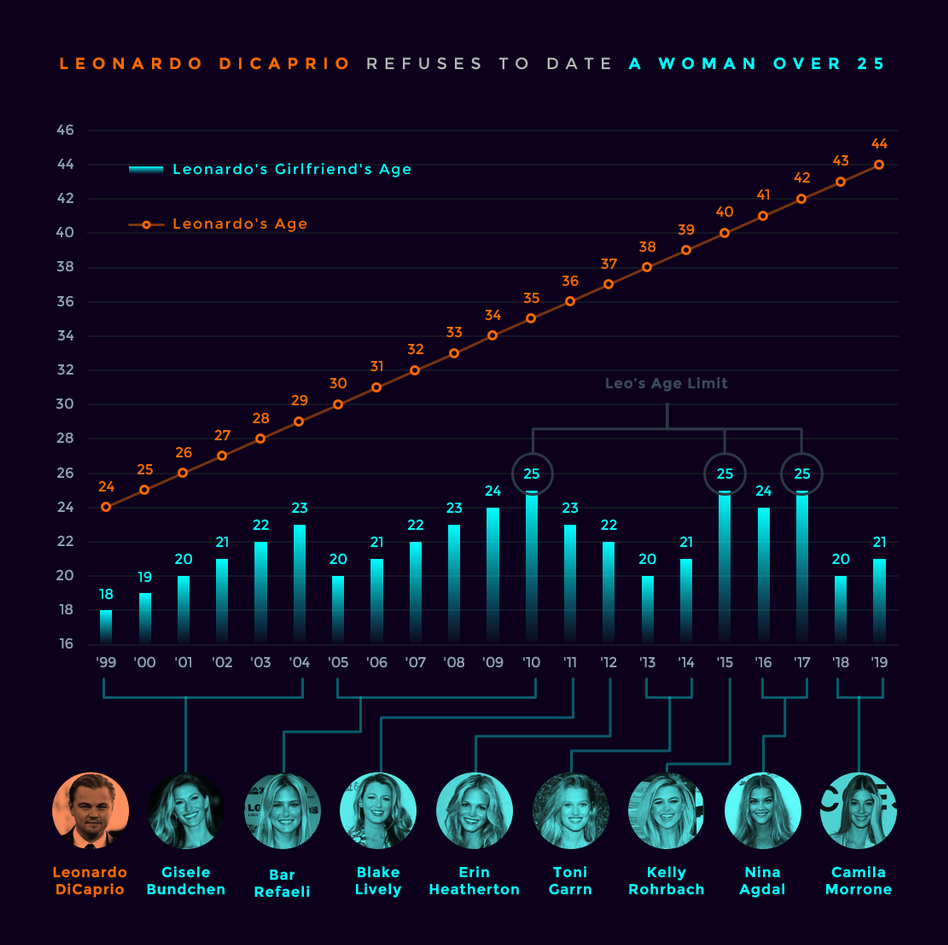 LEONARDO DICAPRIO REFUSES TO DATE A WOMAN OVER 25
46
44
42
40
38
36
34
32
30
28
26
24
22
20
18
16
Leonardo's Girlfriend's Age
Leonardo's Age
24 25 26 27 28 29 30 31 32 33 34 35 36 37 38 39 40 41 42 43 44
Leo's Age Limit
18 19 20 21 22 23 20 21 22 23 24 25 23 22 20 21 25 24 25 20 21
'99 '00 '01 '02 '03 '04 '05 '06 '07 '08 '09 '10 '11 '12 '13 '14 '15 '16 '17 '18 '19
Leonardo
DiCaprio
Gisele
Bundchen
Bar
Refaeli
Blake
Lively
Erin
Heatherton
Toni
Garrn
Kelly
Rohrbach
Nina
Agdal
Camila
Morrone